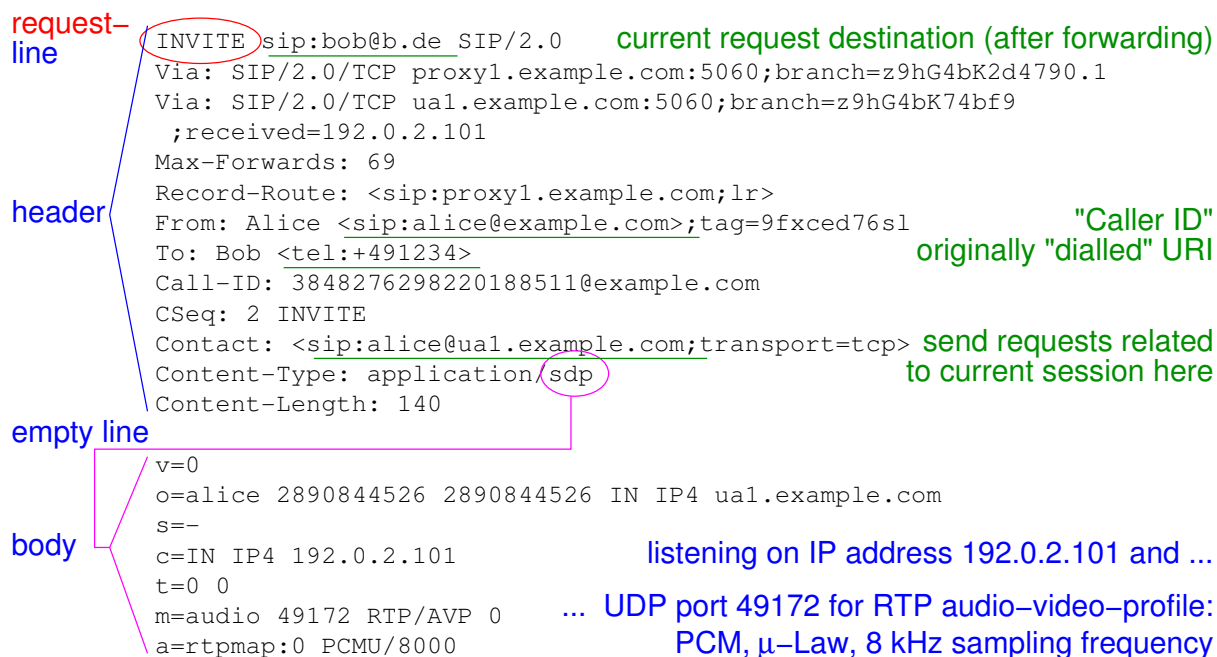 request−
line
INVITE sip:bob@b.de SIP/2.0 current request destination (after forwarding)
Via: SIP/2.0/TCP proxy1.example.com:5060;branch=z9hG4bK2d4790.1
Via: SIP/2.0/TCP ua1.example.com:5060;branch=z9hG4bK74bf9
;received=192.0.2.101
Max−Forwards: 69
Record−Route: <sip:proxy1.example.com;lr>
header
From: Alice <sip:alice@example.com>;tag=9fxced76sl "Caller ID"
To: Bob <tel:+491234> originally "dialled" URI
Call−ID: 3848276298220188511@example.com
CSeq: 2 INVITE
Contact: <sip:alice@ua1.example.com;transport=tcp> send requests related
Content−Type: application/sdp to current session here
Content−Length: 140
empty line
v=0
o=alice 2890844526 2890844526 IN IP4 ua1.example.com
s=−
body
c=IN IP4 192.0.2.101 listening on IP address 192.0.2.101 and ...
t=0 0
m=audio 49172 RTP/AVP 0 ... UDP port 49172 for RTP audio−video−profile:
a=rtpmap:0 PCMU/8000 PCM, µ−Law, 8 kHz sampling frequency